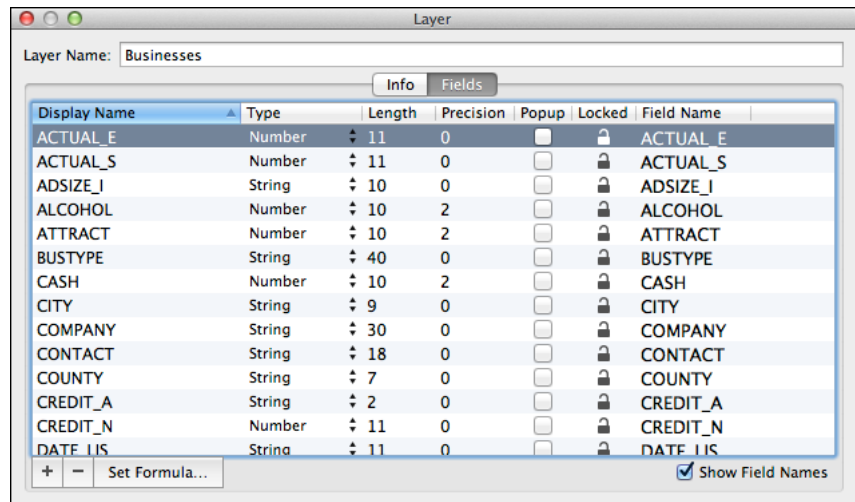 Layer
Layer Name: Businesses
Info Fields
Display Name Type Length Precision Popup Locked Field Name
ACTUAL_E Number 11 0 ACTUAL_E
ACTUAL_S Number 11 0 ACTUAL_S
ADSIZE_I String 10 0 ADSIZE_I
ALCOHOL Number 10 2 ALCOHOL
ATTRACT Number 10 2 ATTRACT
BUSTYPE String 40 0 BUSTYPE
CASH Number 10 2 CASH
CITY String 9 0 CITY
COMPANY String 30 0 COMPANY
CONTACT String 18 0 CONTACT
COUNTY String 7 0 COUNTY
CREDIT_A String 2 0 CREDIT_A
CREDIT_N Number 11 0 CREDIT_N
DATE_LIS String 11 0 DATE_LIS
+ − Set Formula... Show Field Names